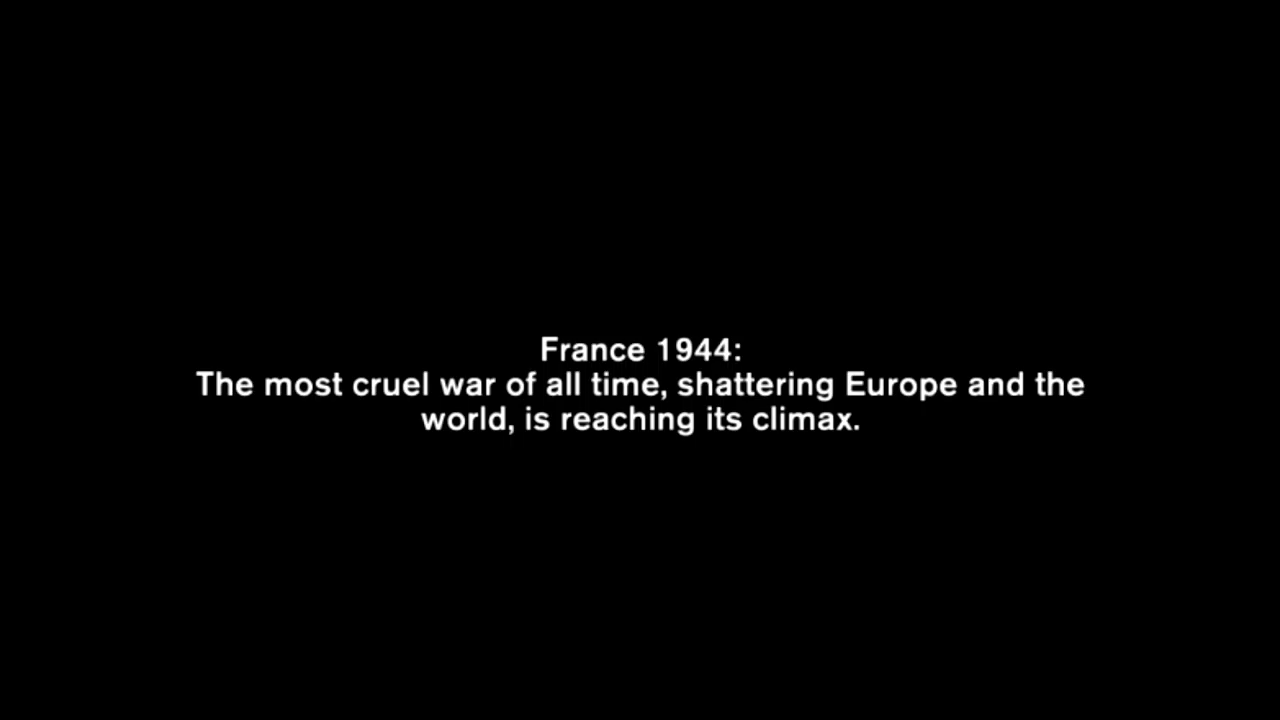 France 1944:
The most cruel war of all time, shattering Europe and the
world, is reaching its climax.